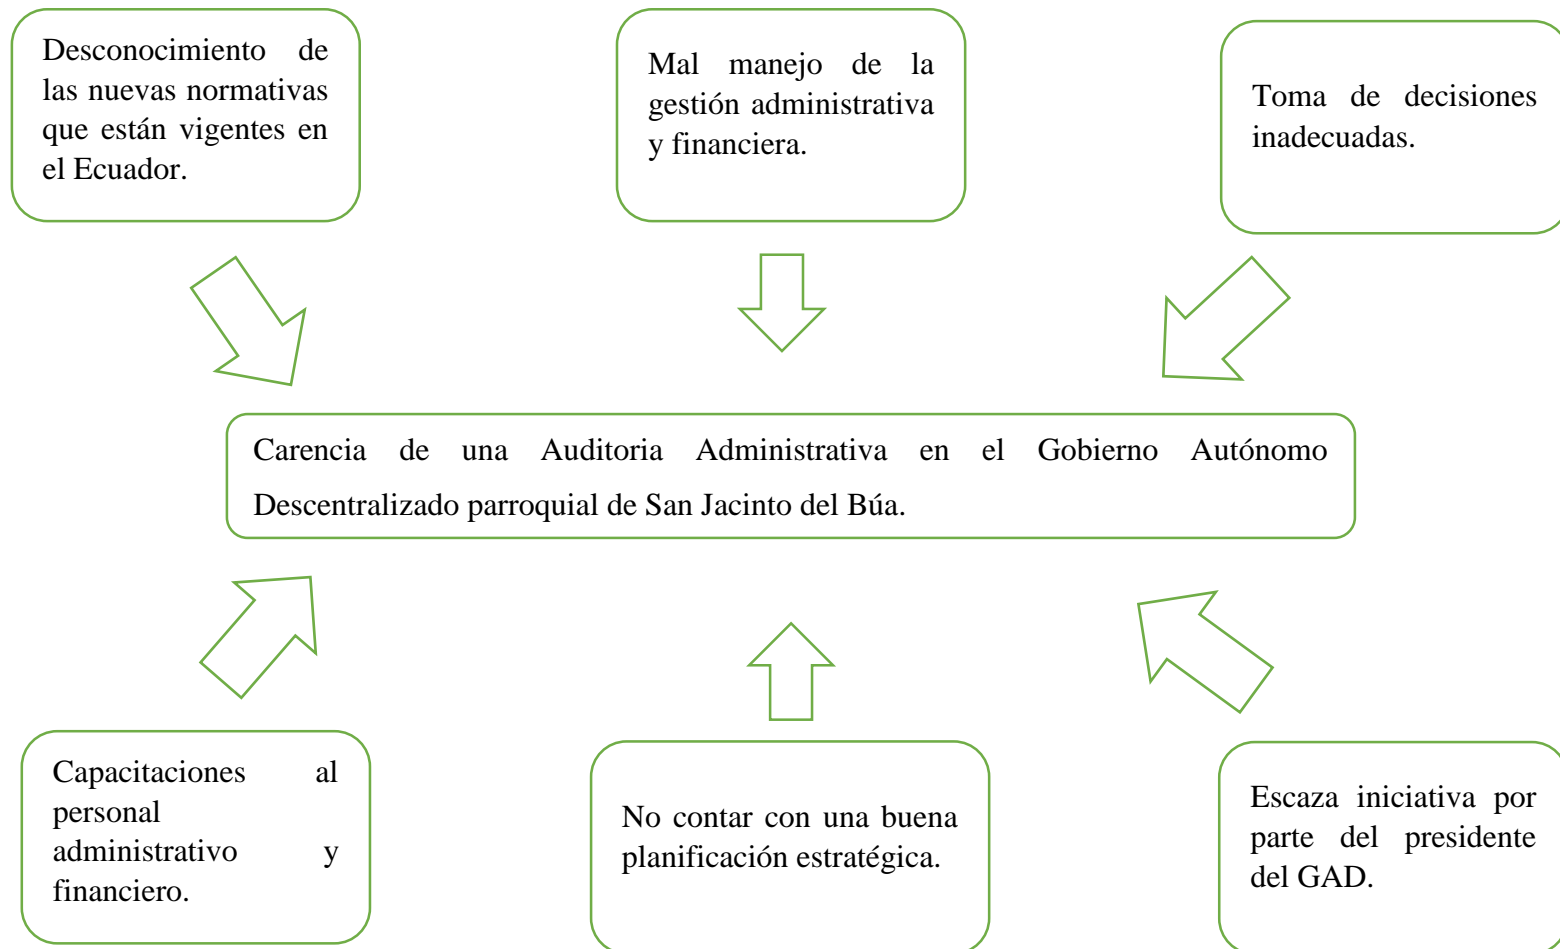 Desconocimiento de
las nuevas normativas
que están vigentes en
el Ecuador.
Mal manejo de la
gestión administrativa
y financiera.
Toma de decisiones
inadecuadas.
Carencia de una Auditoria Administrativa en el Gobierno Autónomo
Descentralizado parroquial de San Jacinto del Búa.
Capacitaciones al
personal
administrativo y
financiero.
No contar con una buena
planificación estratégica.
Escaza iniciativa por
parte del presidente
del GAD.